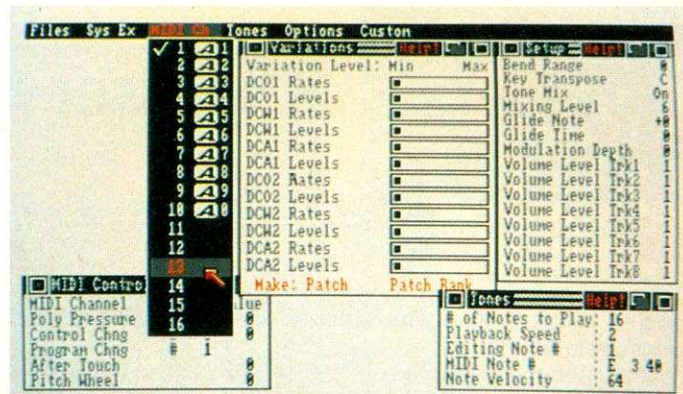 Files Sys Ex MIDI Ch Tones Options Custom
✓ 1 A1
2 A2
3 A3
4 A4
5 A5
6 A6
7 A7
8 A8
9 A9
10 A0
11
12
13
14
15
16
Variations Help!
Variation Level: Min Max
DCO1 Rates
DCO1 Levels
DCW1 Rates
DCW1 Levels
DCA1 Rates
DCA1 Levels
DCO2 Rates
DCO2 Levels
DCW2 Rates
DCW2 Levels
DCA2 Rates
DCA2 Levels
Make: Patch Patch Bank
Setup Help!
Bend Range 0
Key Transpose C
Tone Mix On
Mixing Level 6
Glide Note +0
Glide Time 0
Modulation Depth 0
Volume Level Trk1 1
Volume Level Trk2 1
Volume Level Trk3 1
Volume Level Trk4 1
Volume Level Trk5 1
Volume Level Trk6 1
Volume Level Trk7 1
Volume Level Trk8 1
MIDI Contro
MIDI Channel lue
Poly Pressure 0
Control Chng 0
Program Chng # 1
After Touch 0
Pitch Wheel 0
Tones Help!
# of Notes to Play: 16
Playback Speed : 2
Editing Note # : 1
MIDI Note # : E 3 40
Note Velocity : 64